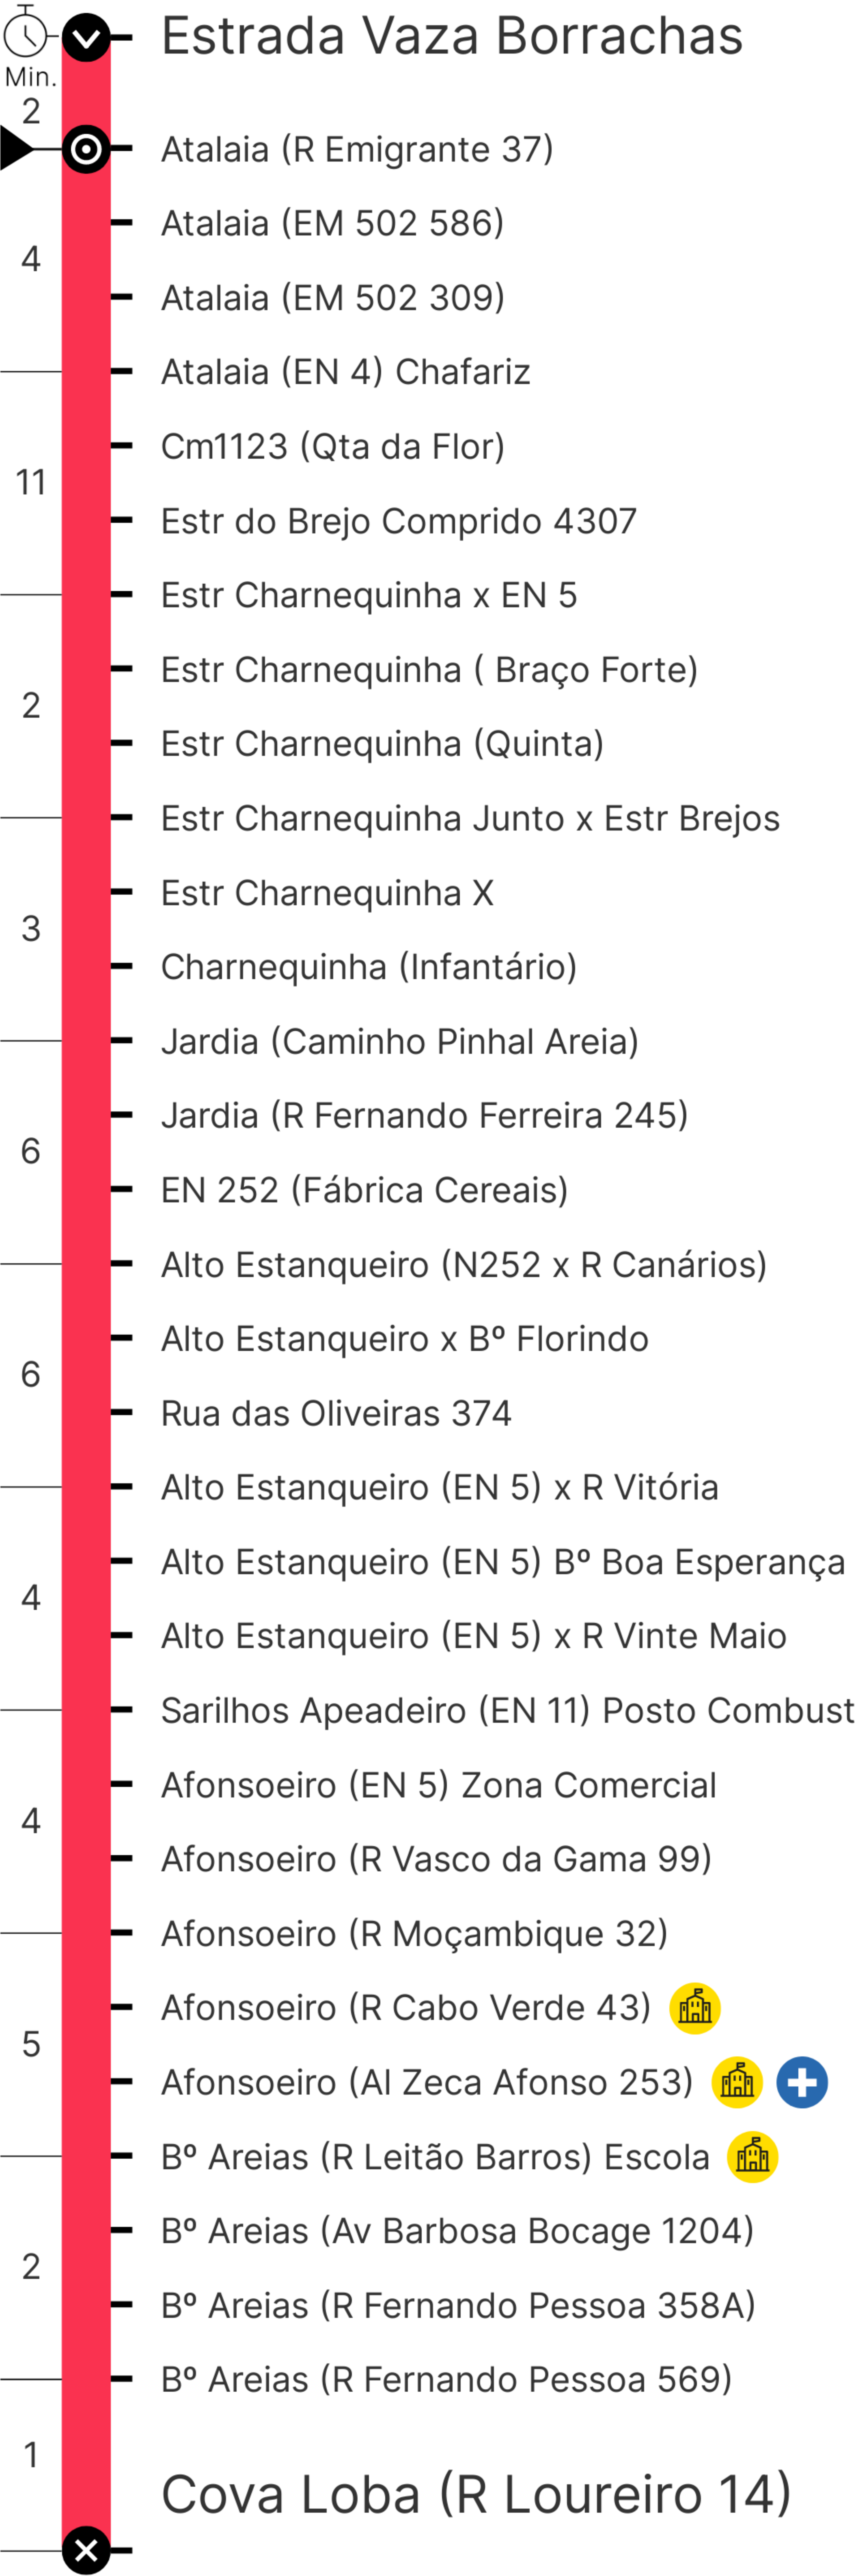 Estrada Vaza Borrachas
Min.
2
Atalaia (R Emigrante 37)
Atalaia (EM 502 586)
4
Atalaia (EM 502 309)
Atalaia (EN 4) Chafariz
Cm1123 (Qta da Flor)
11
Estr do Brejo Comprido 4307
Estr Charnequinha x EN 5
Estr Charnequinha ( Braço Forte)
2
Estr Charnequinha (Quinta)
Estr Charnequinha Junto x Estr Brejos
Estr Charnequinha X
3
Charnequinha (Infantário)
Jardia (Caminho Pinhal Areia)
Jardia (R Fernando Ferreira 245)
6
EN 252 (Fábrica Cereais)
Alto Estanqueiro (N252 x R Canários)
Alto Estanqueiro x Bº Florindo
6
Rua das Oliveiras 374
Alto Estanqueiro (EN 5) x R Vitória
Alto Estanqueiro (EN 5) Bº Boa Esperança
4
Alto Estanqueiro (EN 5) x R Vinte Maio
Sarilhos Apeadeiro (EN 11) Posto Combust
Afonsoeiro (EN 5) Zona Comercial
4
Afonsoeiro (R Vasco da Gama 99)
Afonsoeiro (R Moçambique 32)
Afonsoeiro (R Cabo Verde 43)
5
Afonsoeiro (Al Zeca Afonso 253)
Bº Areias (R Leitão Barros) Escola
Bº Areias (Av Barbosa Bocage 1204)
2
Bº Areias (R Fernando Pessoa 358A)
Bº Areias (R Fernando Pessoa 569)
1
Cova Loba (R Loureiro 14)